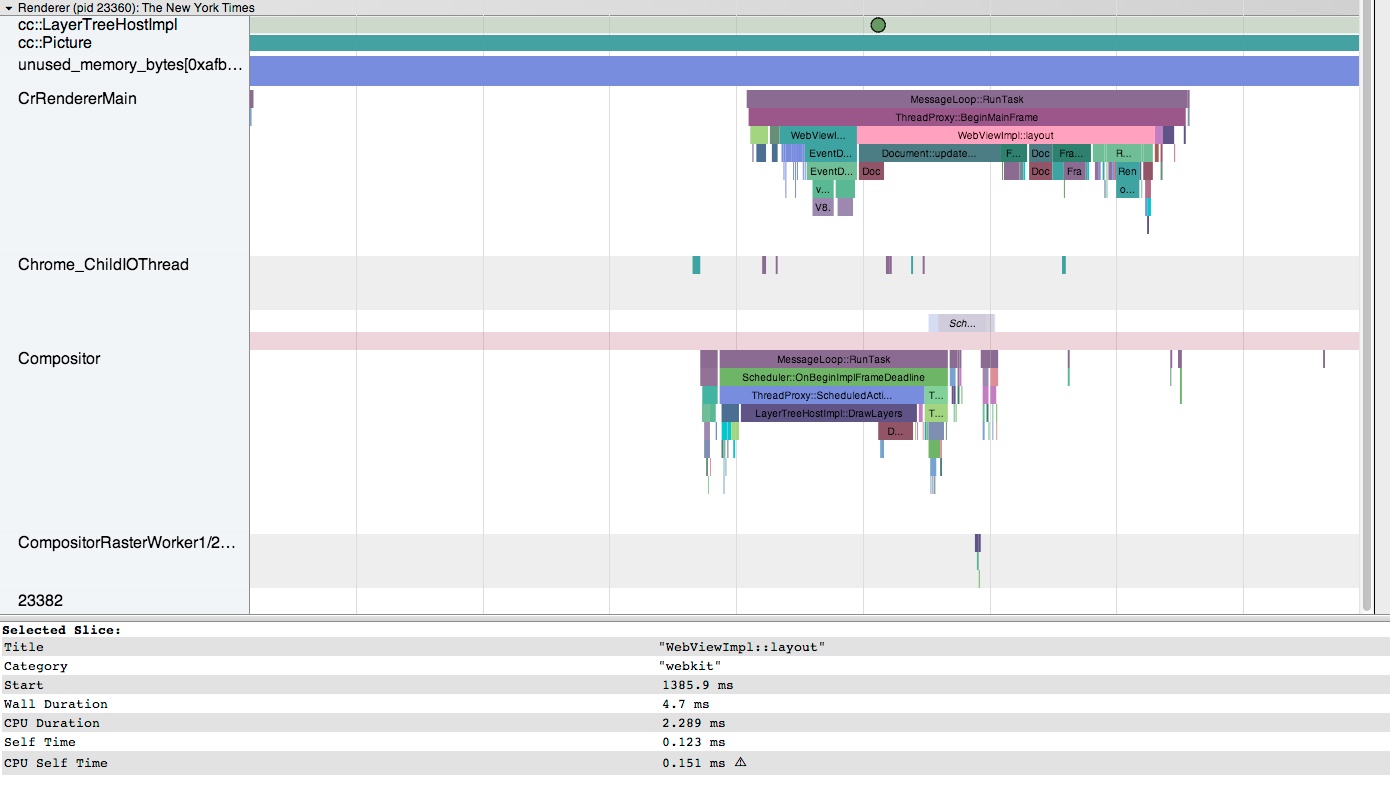 Renderer (pid 23360): The New York Times
cc::LayerTreeHostImpl
cc::Picture
unused_memory_bytes[0xafb…
CrRendererMain
MessageLoop::RunTask
ThreadProxy::BeginMainFrame
WebViewI... WebViewImpl::layout
EventD... Document::update... F... Doc Fra... R...
EventD... Doc Doc Fra Ren
v... o...
V8.
Chrome_ChildIOThread
Sch...
Compositor
MessageLoop::RunTask
Scheduler::OnBeginImplFrameDeadline
ThreadProxy::ScheduledActi... T...
LayerTreeHostImpl::DrawLayers T...
D...
CompositorRasterWorker1/2…
23382
Selected Slice:
Title "WebViewImpl::layout"
Category "webkit"
Start 1385.9 ms
Wall Duration 4.7 ms
CPU Duration 2.289 ms
Self Time 0.123 ms
CPU Self Time 0.151 ms ⚠